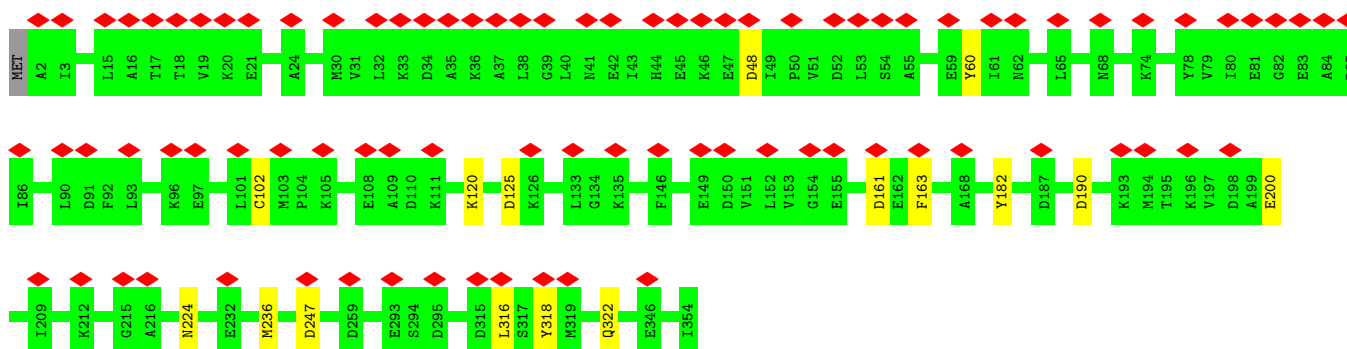 MET A2 I3 L15 A16 T17 T18 V19 K20 E21 A24 M30 V31 L32 K33 D34 A35 K36 A37 L38 G39 L40 N41 E42 I43 H44 E45 K46 E47 D48 I49 P50 V51 D52 L53 S54 A55 E59 Y60 I61 N62 L65 N68 K74 Y78 V79 I80 E81 G82 E83 A84
I86 L90 D91 F92 L93 K96 E97 L101 C102 M103 P104 K105 E108 A109 D110 K111 K120 D125 K126 L133 G134 K135 F146 E149 D150 V151 L152 V153 G154 E155 D161 E162 F163 A168 Y182 D187 D190 K193 M194 T195 K196 V197 D198 A199 E200
I209 K212 G215 A216 N224 E232 M236 D247 D259 E293 S294 D295 D315 L316 S317 Y318 M319 Q322 E346 I354